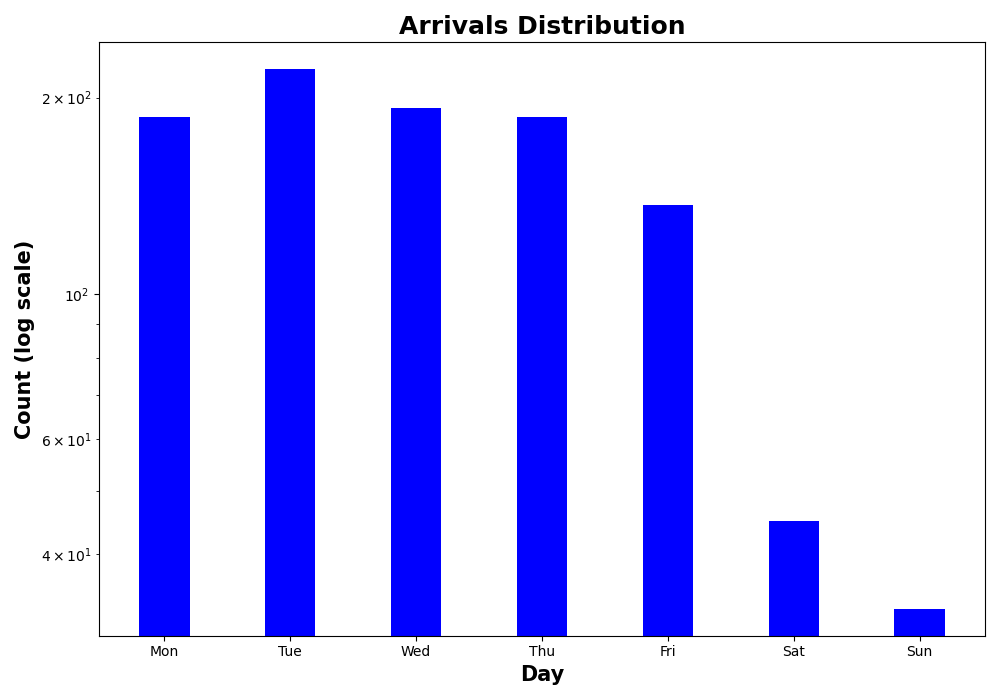 Arrivals Distribution
Count (log scale)
2 × 10²
10²
6 × 10¹
4 × 10¹
Mon Tue Wed Thu Fri Sat Sun
Day